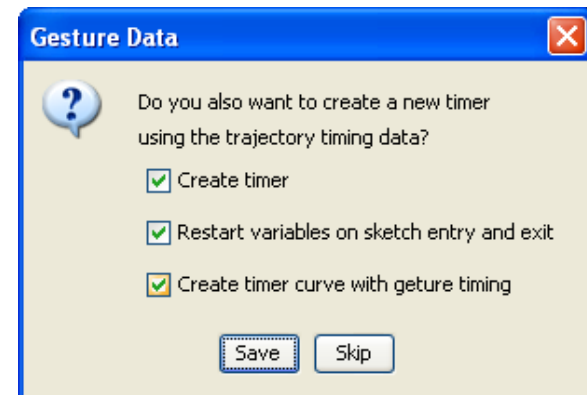 Gesture Data
Do you also want to create a new timer
using the trajectory timing data?
Create timer
Restart variables on sketch entry and exit
Create timer curve with geture timing
Save Skip